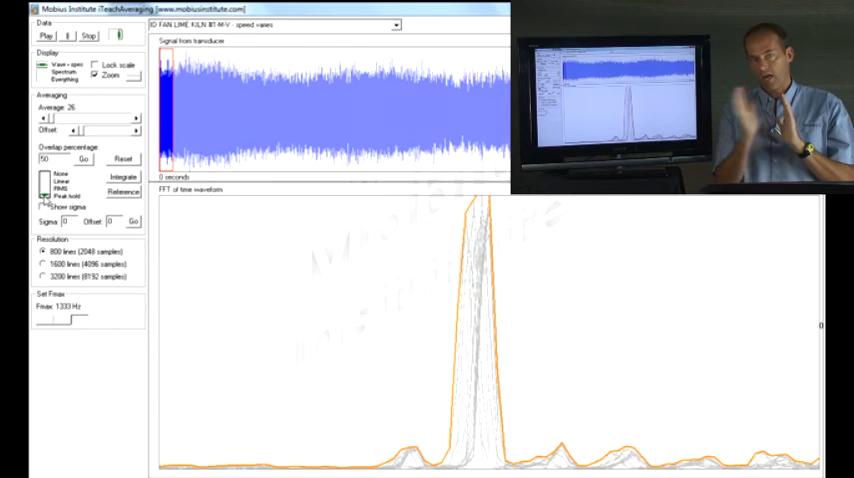 Mobius Institute iTeachAveraging [www.mobiusinstitute.com]
Data
Play
||
Stop
ID FAN LIME KILN IIIT-M-V - speed varies
Signal from transducer
Display
Wave + spec
Spectrum
Everything
Lock scale
Zoom
Averaging
Average: 26
Offset:
Overlap percentage:
50
Go
Reset
None
Linear
RMS
Peak hold
Integrate
Reference
Show sigma
Sigma:
0
Offset:
0
Go
0 seconds
FFT of time waveform
Resolution
800 lines (2048 samples)
1600 lines (4096 samples)
3200 lines (8192 samples)
Set Fmax
Fmax: 1333 Hz
0